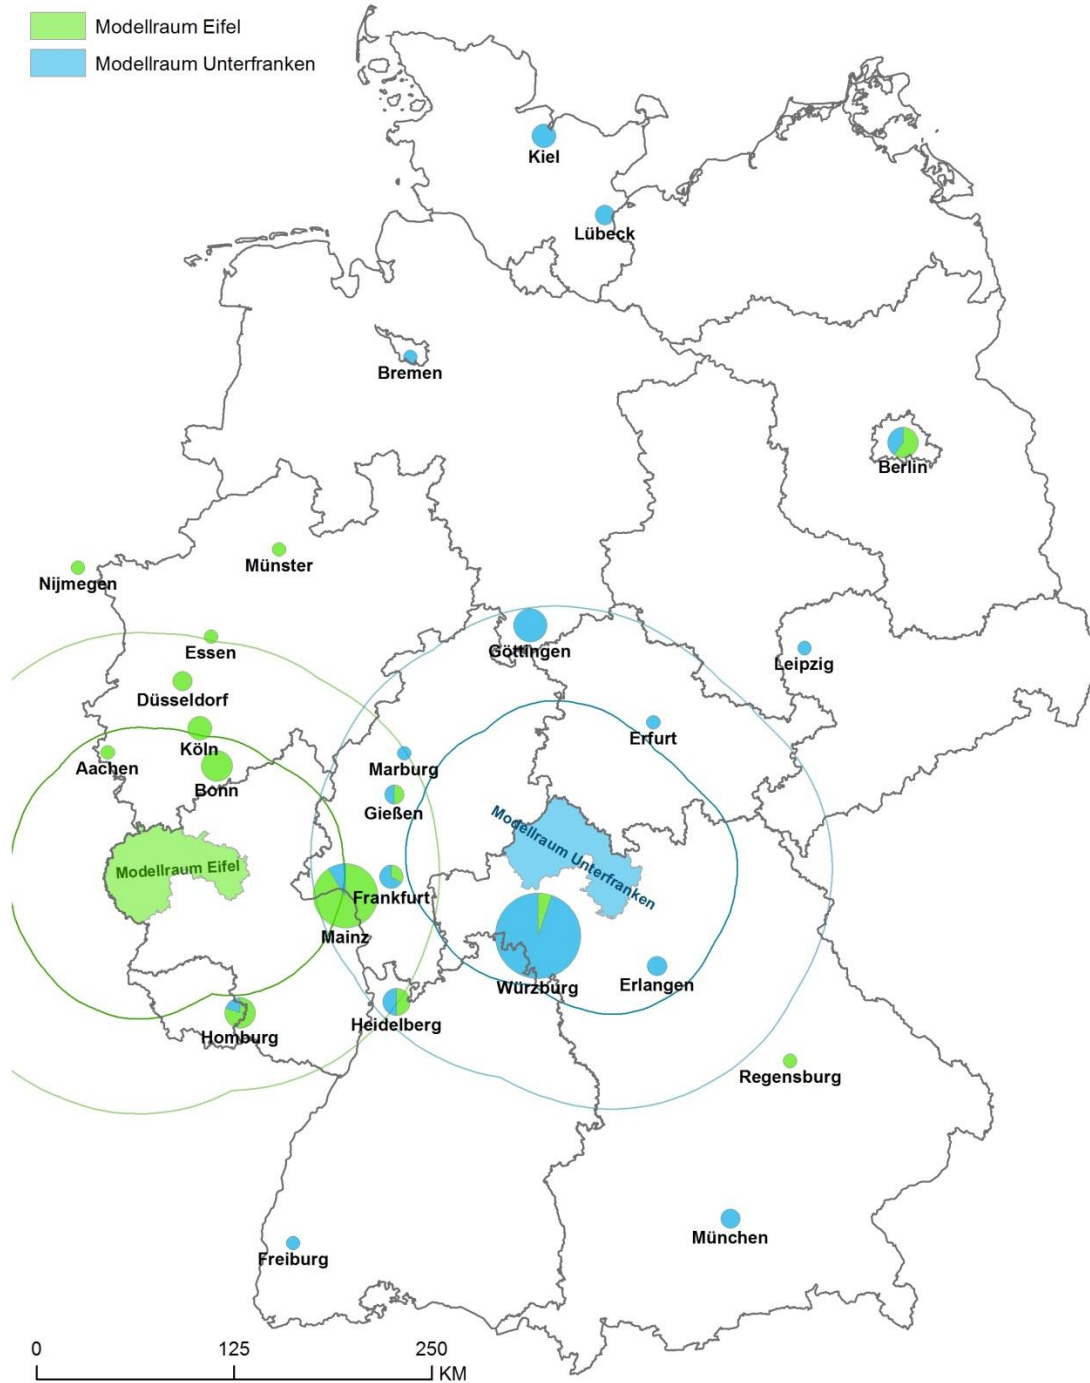 Modellraum Eifel
Modellraum Unterfranken
Kiel
Lübeck
Bremen
Berlin
Münster
Nijmegen
Essen
Göttingen
Leipzig
Düsseldorf
Köln
Erfurt
Aachen
Marburg
Bonn
Gießen
Modellraum Unterfranken
Modellraum Eifel
Frankfurt
Mainz
Würzburg
Erlangen
Heidelberg
Homburg
Regensburg
München
Freiburg
0 125 250
KM